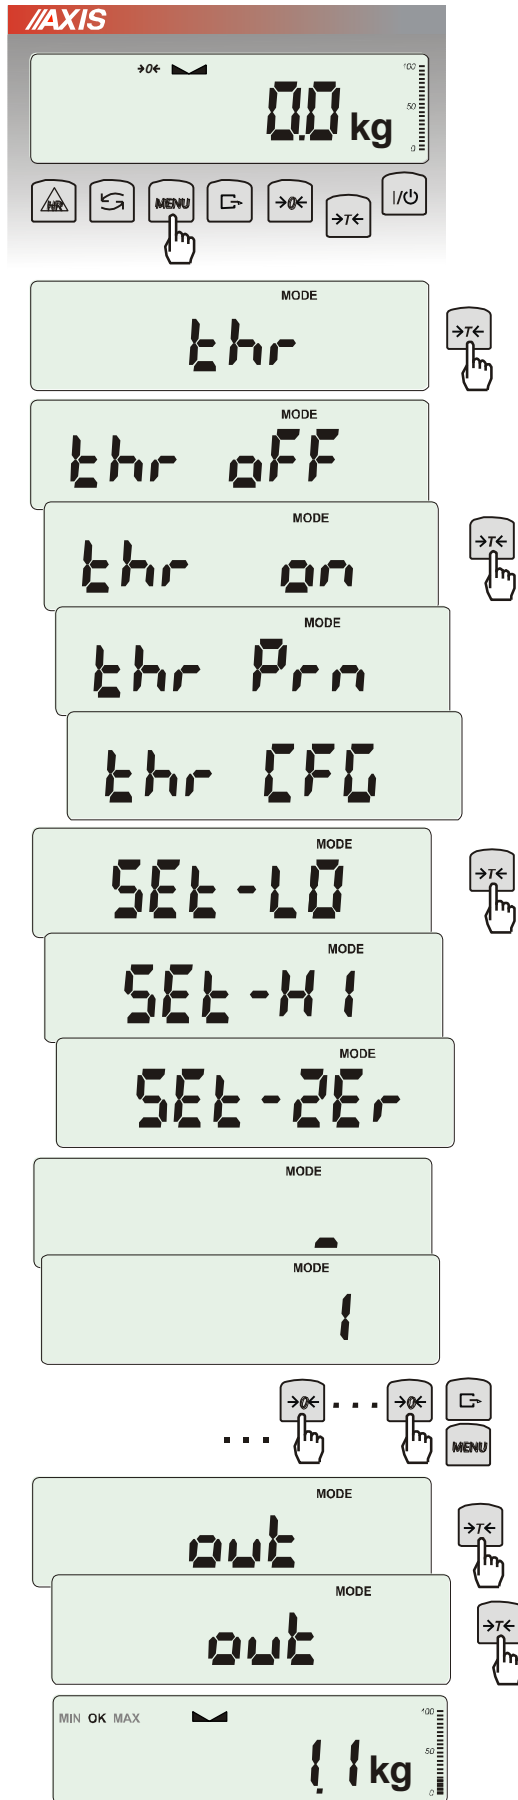 AXIS
→0← 100
0.0 kg 50
0
HR MENU →0← →T← I/⏻
MODE
thr →T←
MODE
thr oFF
MODE
thr on →T←
MODE
thr Prn
thr CFG
MODE
SEt-LO →T←
MODE
SEt-HI
MODE
SEt-2Er
MODE
_
MODE
1
→0← ... →0←
... MENU
MODE
out →T←
MODE
out →T←
MIN OK MAX 100
1.1 kg 50
0